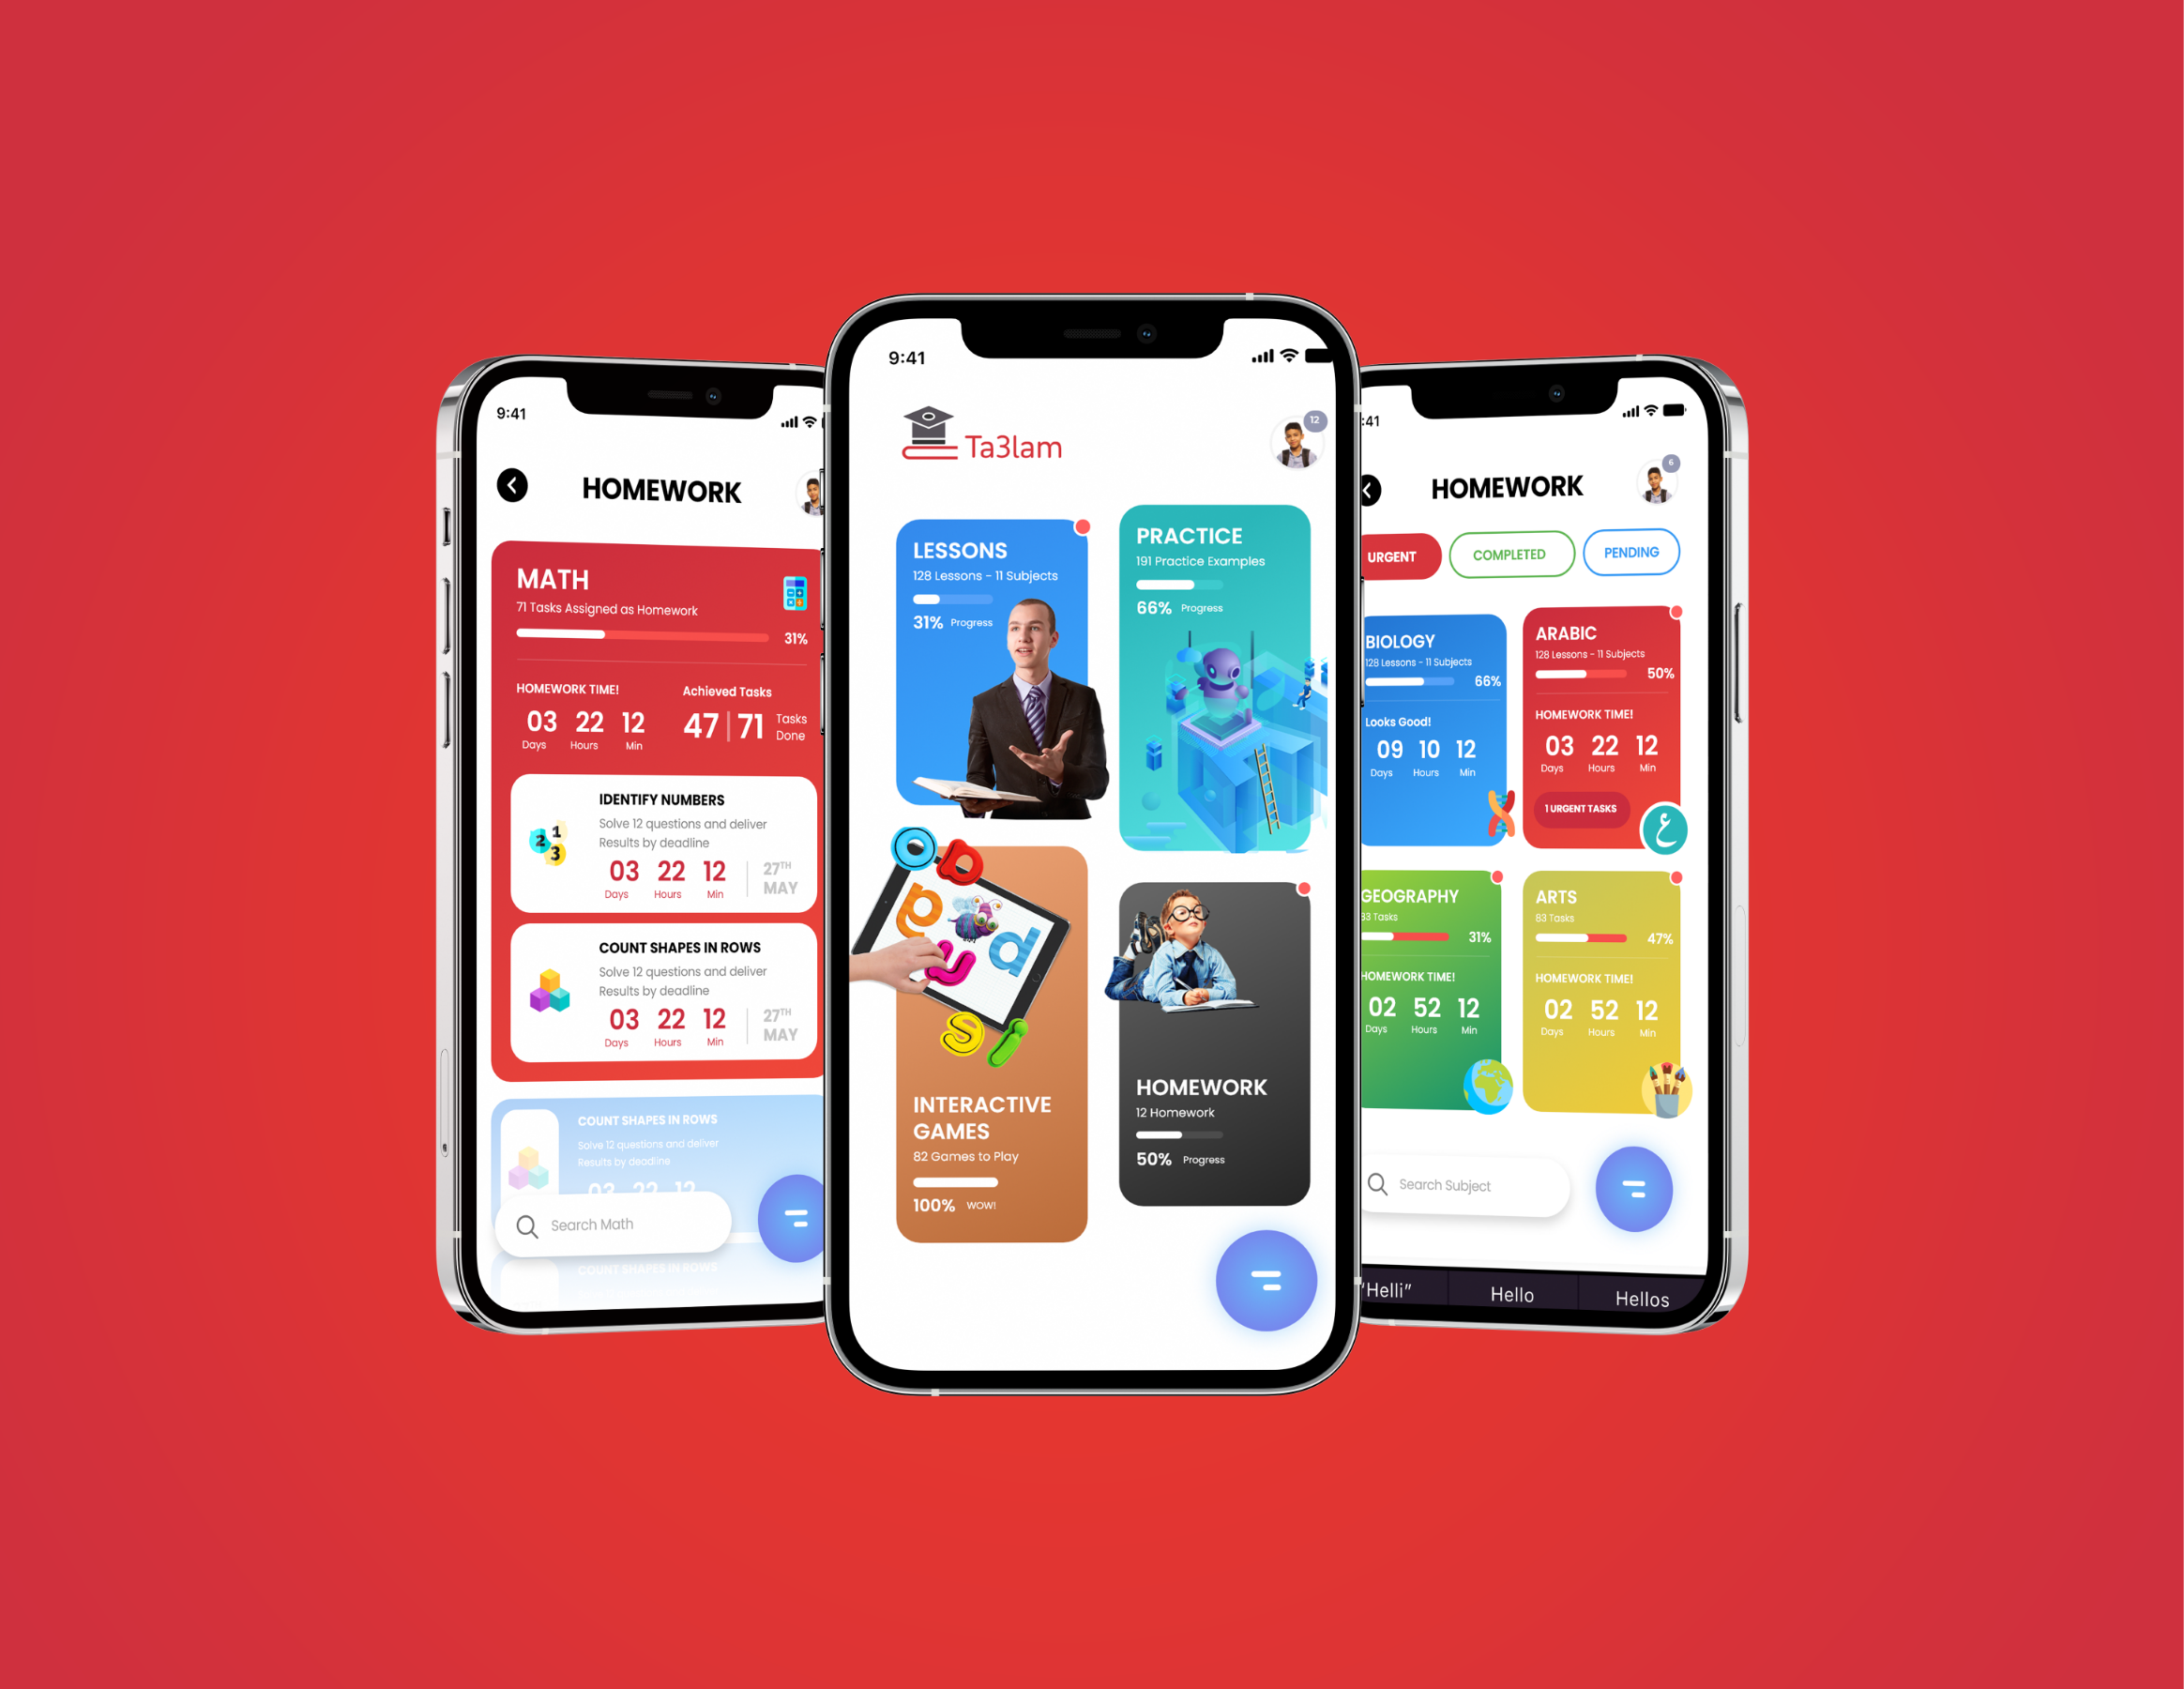 9:41
HOMEWORK
MATH
71 Tasks Assigned as Homework
31%
HOMEWORK TIME!
03 22 12
Days Hours Min
Achieved Tasks
47 71 Tasks Done
1
2
3
IDENTIFY NUMBERS
Solve 12 questions and deliver
Results by deadline
03 22 12
Days Hours Min
27TH
MAY
COUNT SHAPES IN ROWS
Solve 12 questions and deliver
Results by deadline
03 22 12
Days Hours Min
27TH
MAY
COUNT SHAPES IN ROWS
Solve 12 questions and deliver
Results by deadline
03 22 12
Search Math
COUNT SHAPES IN ROWS
9:41
Ta3lam
12
LESSONS
128 Lessons - 11 Subjects
31% Progress
PRACTICE
191 Practice Examples
66% Progress
INTERACTIVE
GAMES
82 Games to Play
100% WOW!
HOMEWORK
12 Homework
50% Progress
:41
HOMEWORK
6
URGENT
COMPLETED
PENDING
BIOLOGY
128 Lessons - 11 Subjects
66%
Looks Good!
09 10 12
Days Hours Min
ARABIC
128 Lessons - 11 Subjects
50%
HOMEWORK TIME!
03 22 12
Days Hours Min
1 URGENT TASKS
ع
GEOGRAPHY
83 Tasks
31%
HOMEWORK TIME!
02 52 12
Days Hours Min
ARTS
83 Tasks
47%
HOMEWORK TIME!
02 52 12
Days Hours Min
Search Subject
"Helli"
Hello
Hellos